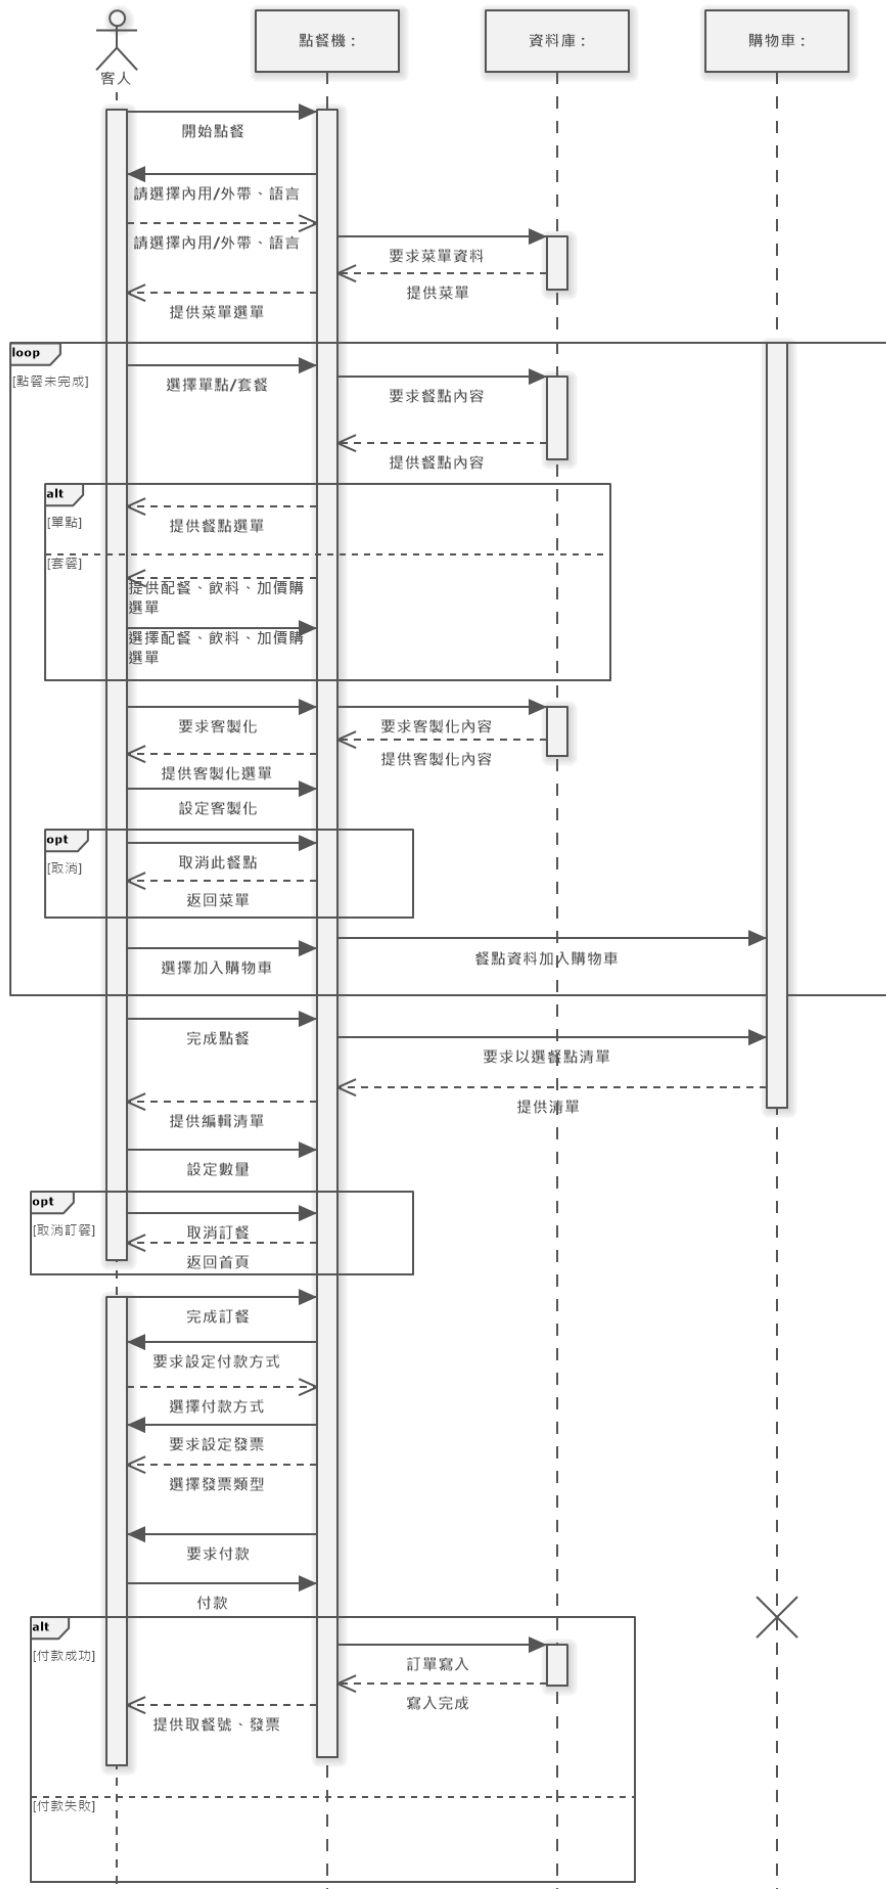 點餐機：
資料庫：
購物車：
客人
開始點餐
請選擇內用/外帶、語言
請選擇內用/外帶、語言
要求菜單資料
提供菜單
提供菜單選單
loop
[點餐未完成]
選擇單點/套餐
要求餐點內容
提供餐點內容
alt
[單點]
提供餐點選單
[套餐]
提供配餐、飲料、加價購
選單
選擇配餐、飲料、加價購
選單
要求客製化
要求客製化內容
提供客製化內容
提供客製化選單
設定客製化
opt
[取消]
取消此餐點
返回菜單
餐點資料加入購物車
選擇加入購物車
完成點餐
要求以選餐點清單
提供清單
提供編輯清單
設定數量
opt
[取消訂餐]
取消訂餐
返回首頁
完成訂餐
要求設定付款方式
選擇付款方式
要求設定發票
選擇發票類型
要求付款
付款
alt
[付款成功]
訂單寫入
寫入完成
提供取餐號、發票
[付款失敗]